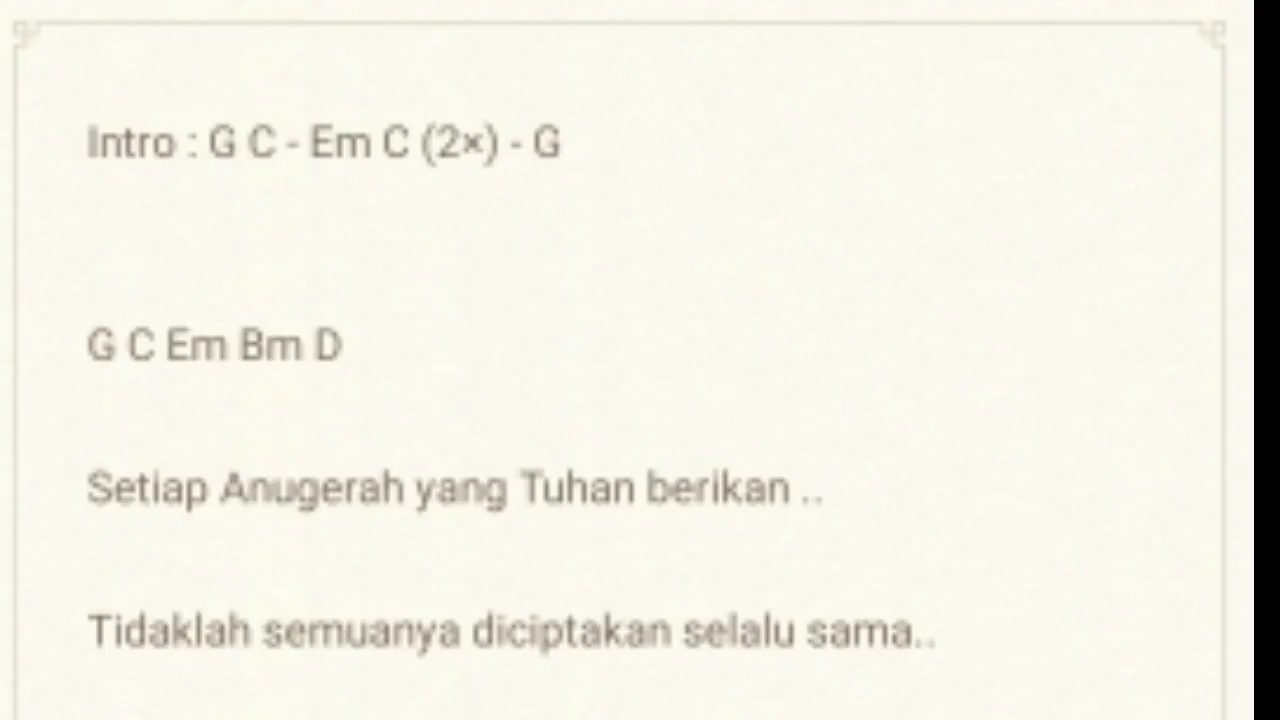 Intro : G C - Em C (2×) - G
G C Em Bm D
Setiap Anugerah yang Tuhan berikan ..
Tidaklah semuanya diciptakan selalu sama..